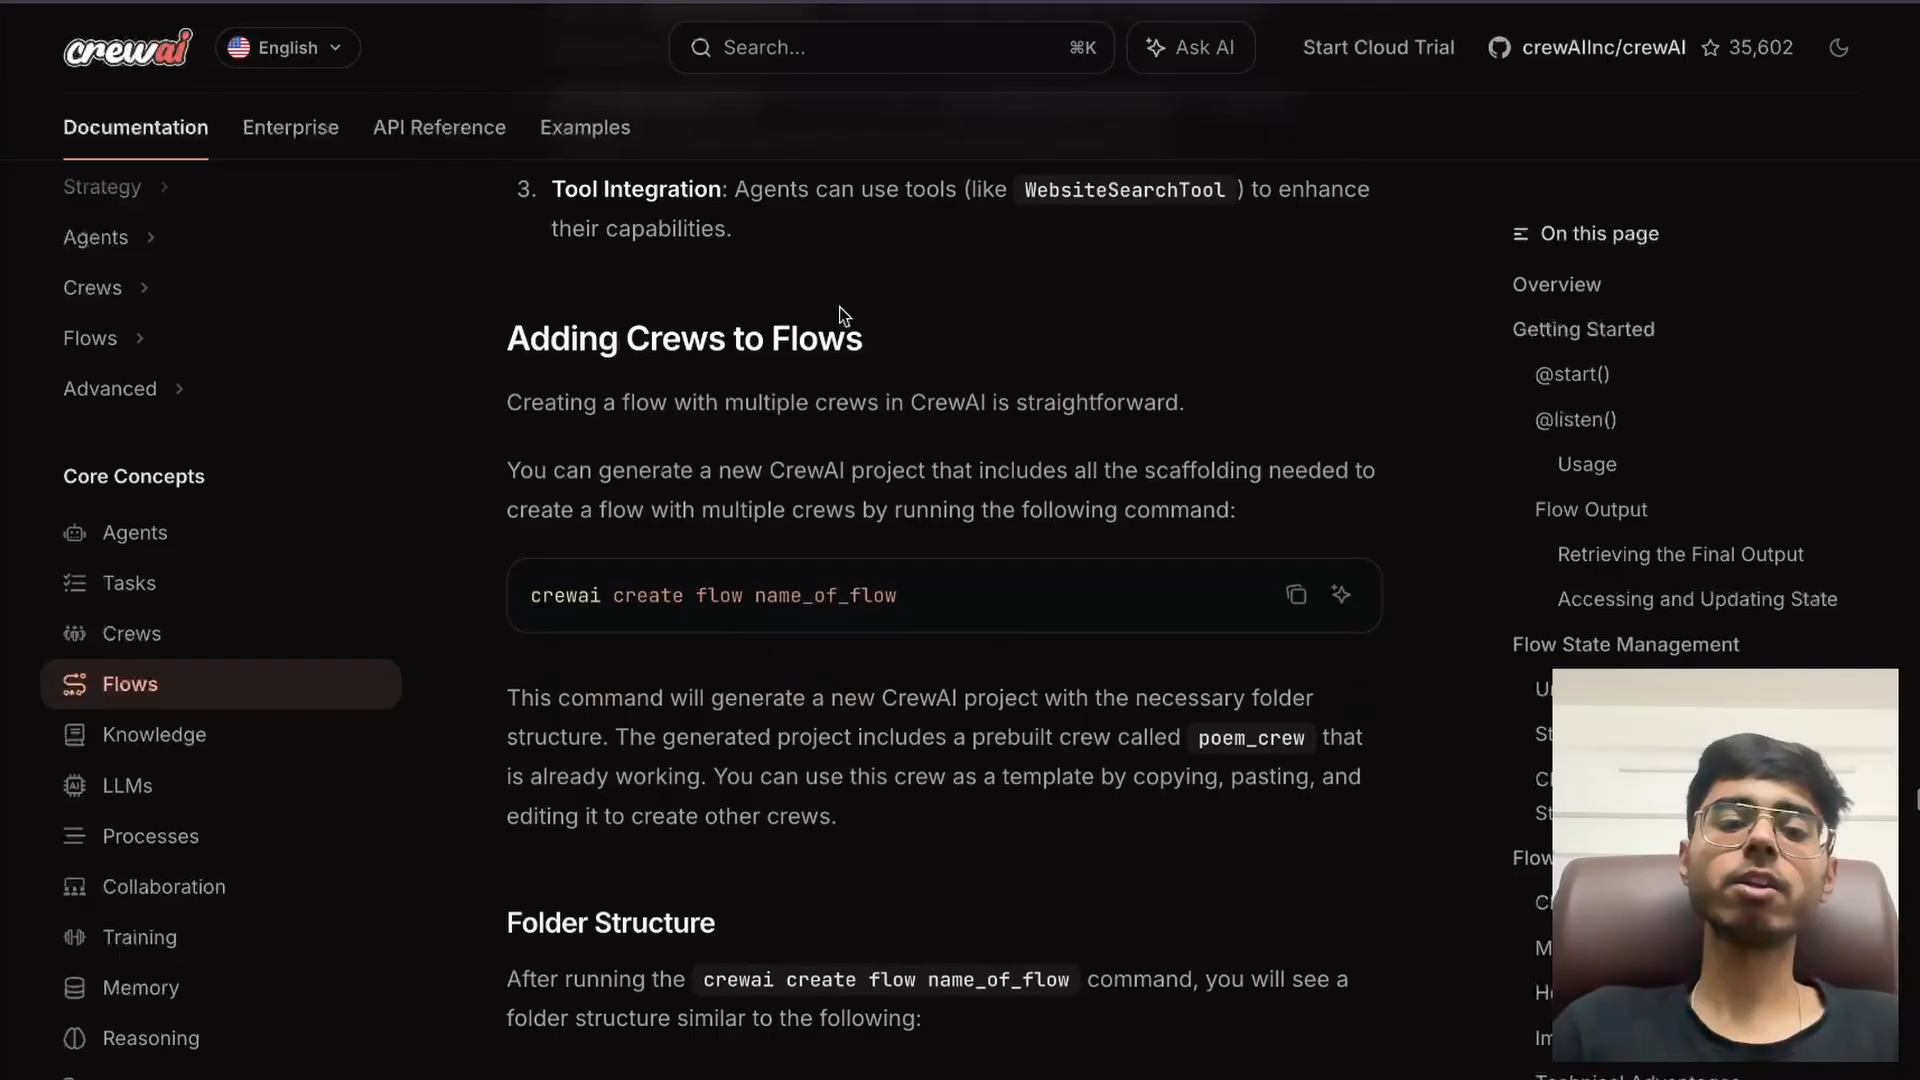 crewai
English
Search...
⌘K
Ask AI
Start Cloud Trial
crewAIInc/crewAI
35,602
Documentation
Enterprise
API Reference
Examples
Strategy
Agents
Crews
Flows
Advanced
Core Concepts
Agents
Tasks
Crews
Flows
Knowledge
LLMs
Processes
Collaboration
Training
Memory
Reasoning
3. Tool Integration: Agents can use tools (like WebsiteSearchTool ) to enhance
their capabilities.
Adding Crews to Flows
Creating a flow with multiple crews in CrewAI is straightforward.
You can generate a new CrewAI project that includes all the scaffolding needed to
create a flow with multiple crews by running the following command:
crewai create flow name_of_flow
This command will generate a new CrewAI project with the necessary folder
structure. The generated project includes a prebuilt crew called poem_crew that
is already working. You can use this crew as a template by copying, pasting, and
editing it to create other crews.
Folder Structure
After running the crewai create flow name_of_flow command, you will see a
folder structure similar to the following:
On this page
Overview
Getting Started
@start()
@listen()
Usage
Flow Output
Retrieving the Final Output
Accessing and Updating State
Flow State Management
Flow